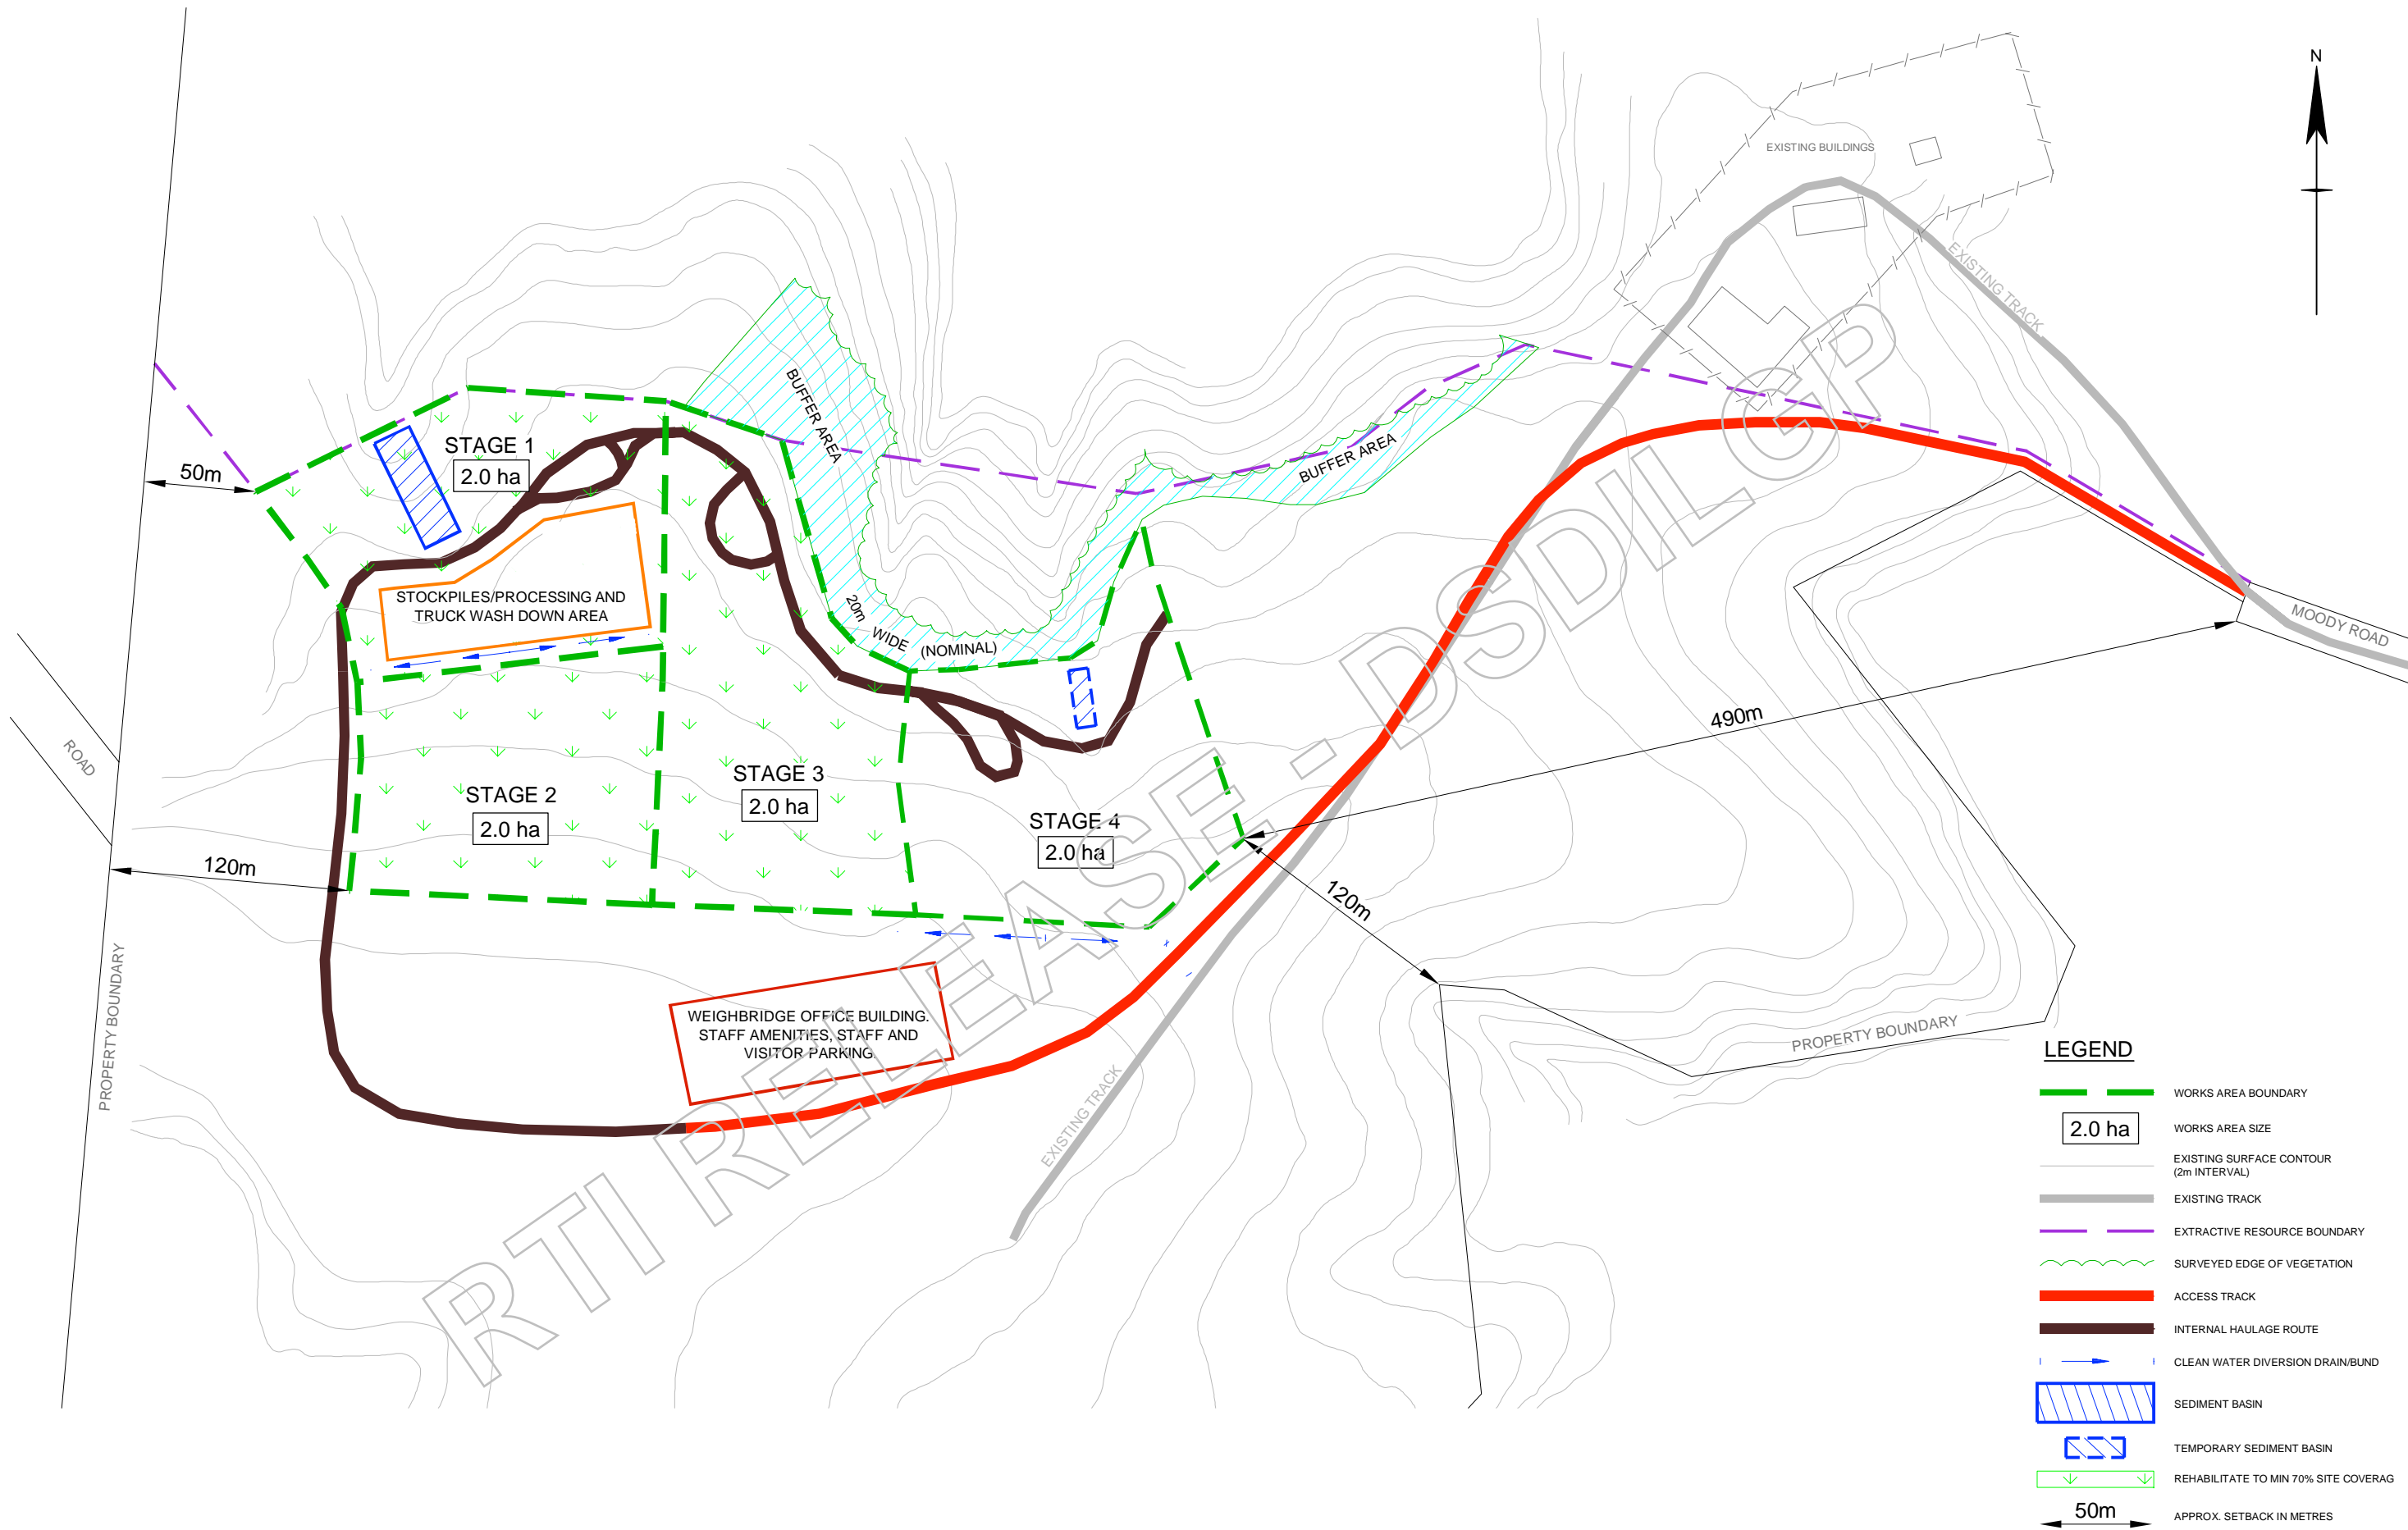 N
EXISTING BUILDINGS
EXISTING TRACK
BUFFER AREA
BUFFER AREA
STAGE 1
2.0 ha
50m
STOCKPILES/PROCESSING AND
TRUCK WASH DOWN AREA
20m WIDE (NOMINAL)
MOODY ROAD
490m
ROAD
STAGE 2
2.0 ha
STAGE 3
2.0 ha
STAGE 4
2.0 ha
120m
120m
PROPERTY BOUNDARY
WEIGHBRIDGE OFFICE BUILDING.
STAFF AMENITIES, STAFF AND
VISITOR PARKING
EXISTING TRACK
PROPERTY BOUNDARY
RTI RELEASE - DSDILGP
LEGEND
WORKS AREA BOUNDARY
2.0 ha WORKS AREA SIZE
EXISTING SURFACE CONTOUR
(2m INTERVAL)
EXISTING TRACK
EXTRACTIVE RESOURCE BOUNDARY
SURVEYED EDGE OF VEGETATION
ACCESS TRACK
INTERNAL HAULAGE ROUTE
CLEAN WATER DIVERSION DRAIN/BUND
SEDIMENT BASIN
TEMPORARY SEDIMENT BASIN
REHABILITATE TO MIN 70% SITE COVERAG
50m APPROX. SETBACK IN METRES